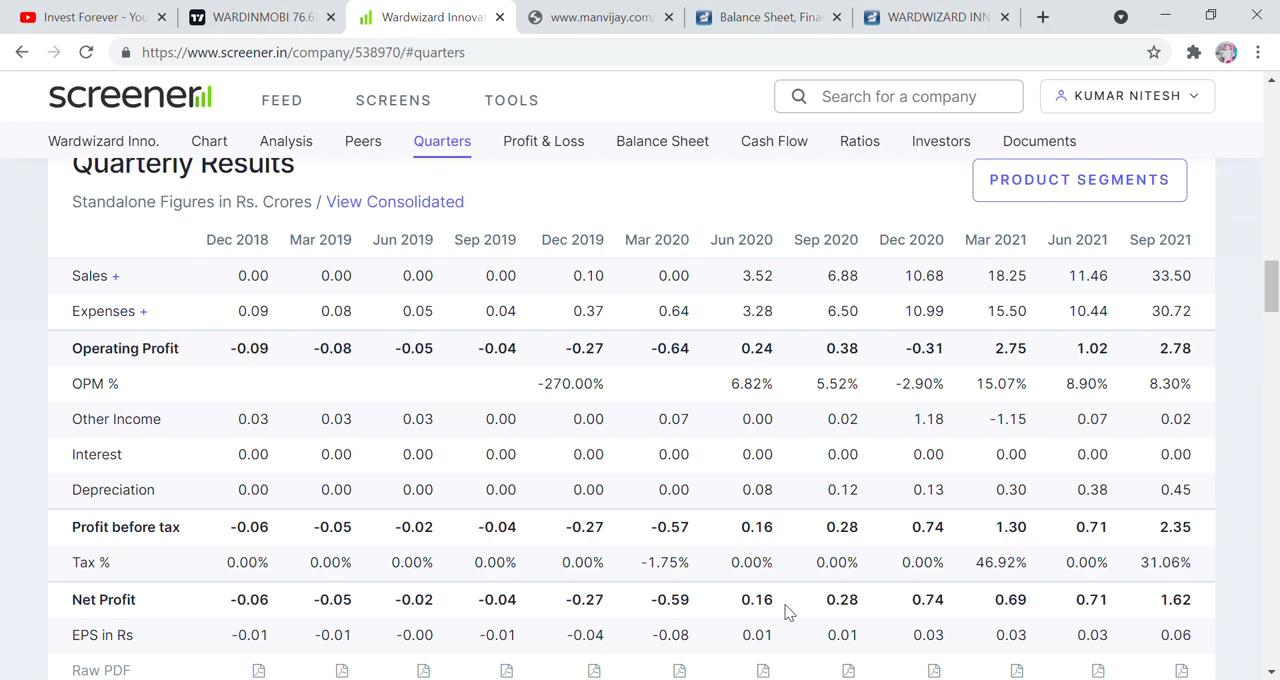 Invest Forever - You WARDINMOBI 76.6 Wardwizard Innovat www.manvijay.com/ Balance Sheet, Fina WARDWIZARD INN
https://www.screener.in/company/538970/#quarters
screener FEED SCREENS TOOLS Search for a company KUMAR NITESH
Wardwizard Inno. Chart Analysis Peers Quarters Profit & Loss Balance Sheet Cash Flow Ratios Investors Documents
Quarterly Results
PRODUCT SEGMENTS
Standalone Figures in Rs. Crores / View Consolidated
Dec 2018 Mar 2019 Jun 2019 Sep 2019 Dec 2019 Mar 2020 Jun 2020 Sep 2020 Dec 2020 Mar 2021 Jun 2021 Sep 2021
Sales + 0.00 0.00 0.00 0.00 0.10 0.00 3.52 6.88 10.68 18.25 11.46 33.50
Expenses + 0.09 0.08 0.05 0.04 0.37 0.64 3.28 6.50 10.99 15.50 10.44 30.72
Operating Profit -0.09 -0.08 -0.05 -0.04 -0.27 -0.64 0.24 0.38 -0.31 2.75 1.02 2.78
OPM % -270.00% 6.82% 5.52% -2.90% 15.07% 8.90% 8.30%
Other Income 0.03 0.03 0.03 0.00 0.00 0.07 0.00 0.02 1.18 -1.15 0.07 0.02
Interest 0.00 0.00 0.00 0.00 0.00 0.00 0.00 0.00 0.00 0.00 0.00 0.00
Depreciation 0.00 0.00 0.00 0.00 0.00 0.00 0.08 0.12 0.13 0.30 0.38 0.45
Profit before tax -0.06 -0.05 -0.02 -0.04 -0.27 -0.57 0.16 0.28 0.74 1.30 0.71 2.35
Tax % 0.00% 0.00% 0.00% 0.00% 0.00% -1.75% 0.00% 0.00% 0.00% 46.92% 0.00% 31.06%
Net Profit -0.06 -0.05 -0.02 -0.04 -0.27 -0.59 0.16 0.28 0.74 0.69 0.71 1.62
EPS in Rs -0.01 -0.01 -0.00 -0.01 -0.04 -0.08 0.01 0.01 0.03 0.03 0.03 0.06
Raw PDF